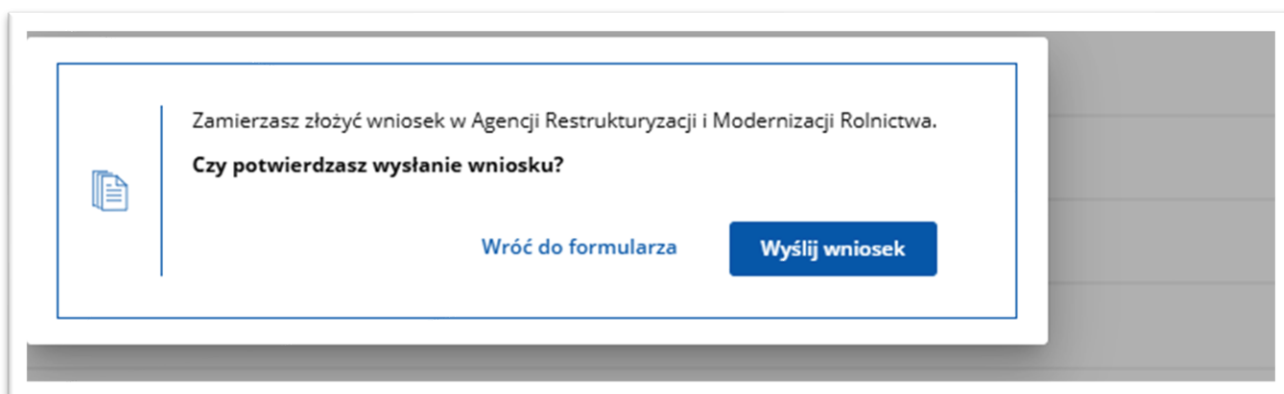 Zamierzasz złożyć wniosek w Agencji Restrukturyzacji i Modernizacji Rolnictwa.
Czy potwierdzasz wysłanie wniosku?
Wróć do formularza
Wyślij wniosek